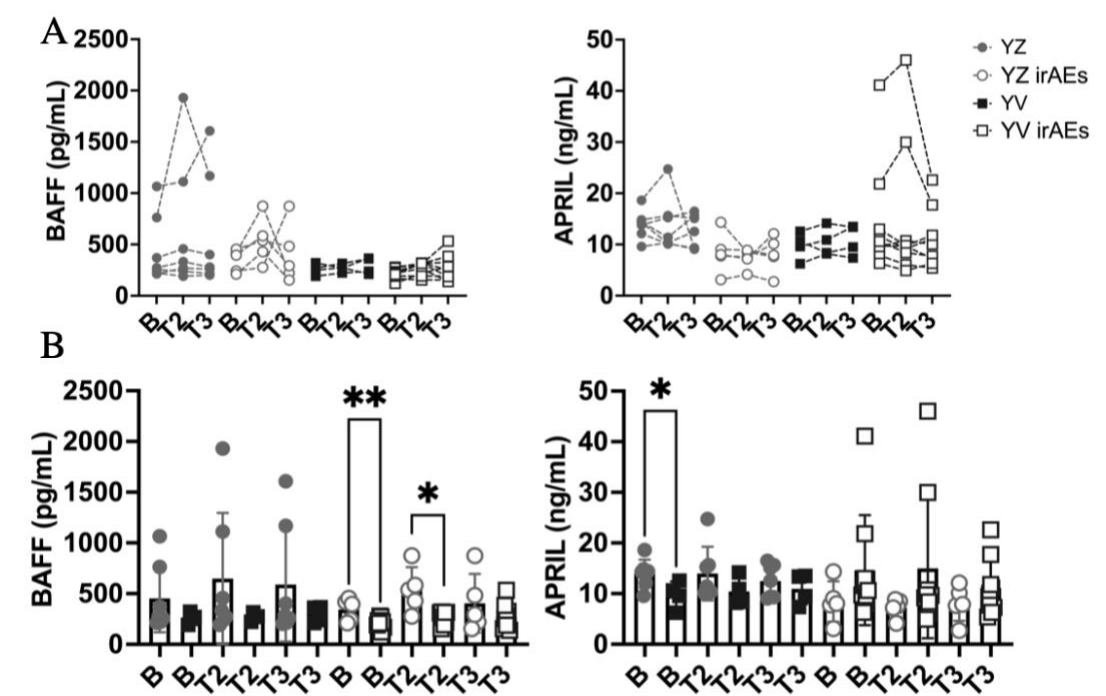 A
2500
2000
1500
1000
500
0
BAFF (pg/mL)
B T2 T3 B T2 T3 B T2 T3 B T2 T3
50
40
30
20
10
0
APRIL (ng/mL)
B T2 T3 B T2 T3 B T2 T3 B T2 T3
YZ
YZ irAEs
YV
YV irAEs
B
2500
2000
1500
1000
500
0
BAFF (pg/mL)
** *
B B T2 T2 T3 T3 B B T2 T2 T3 T3
50
40
30
20
10
0
APRIL (ng/mL)
*
B B T2 T2 T3 T3 B B T2 T2 T3 T3